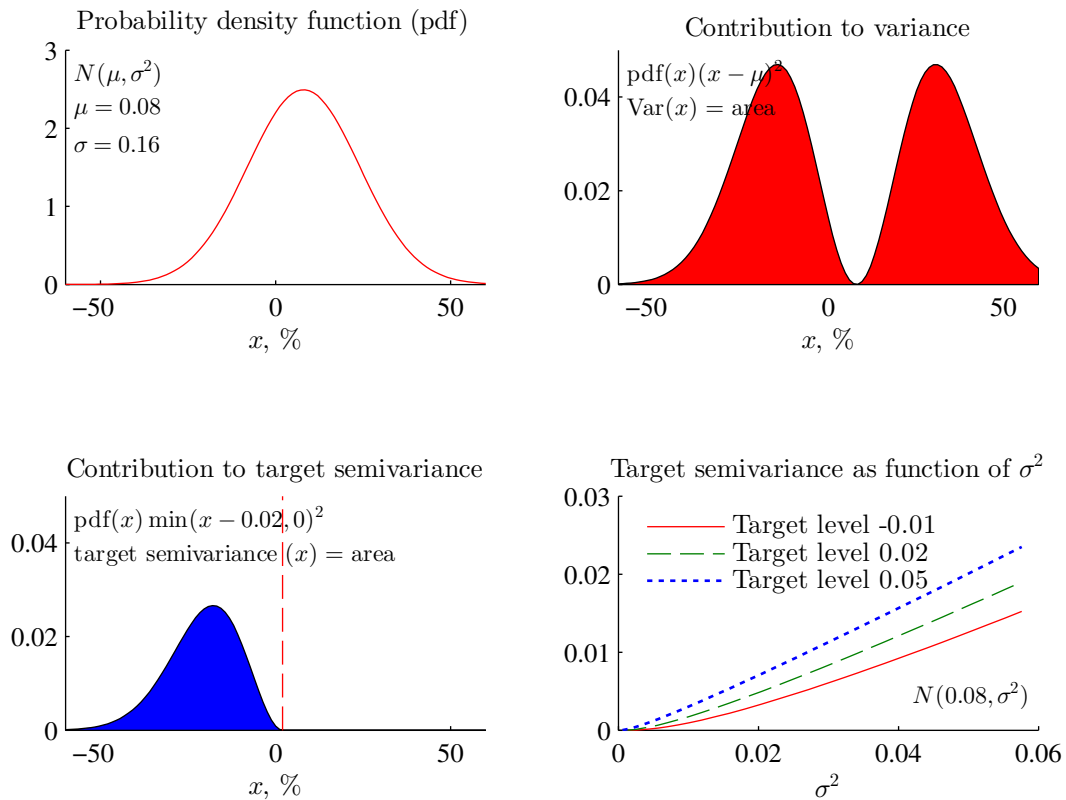 Probability density function (pdf)
3
2
1
0
N(μ, σ²)
μ = 0.08
σ = 0.16
−50
0
50
x, %
Contribution to variance
0.04
0.02
0
pdf(x)(x − μ)²
Var(x) = area
−50
0
50
x, %
Contribution to target semivariance
0.04
0.02
0
pdf(x) min(x − 0.02, 0)²
target semivariance (x) = area
−50
0
50
x, %
Target semivariance as function of σ²
0.03
0.02
0.01
0
Target level -0.01
Target level 0.02
Target level 0.05
N(0.08, σ²)
0
0.02
0.04
0.06
σ²